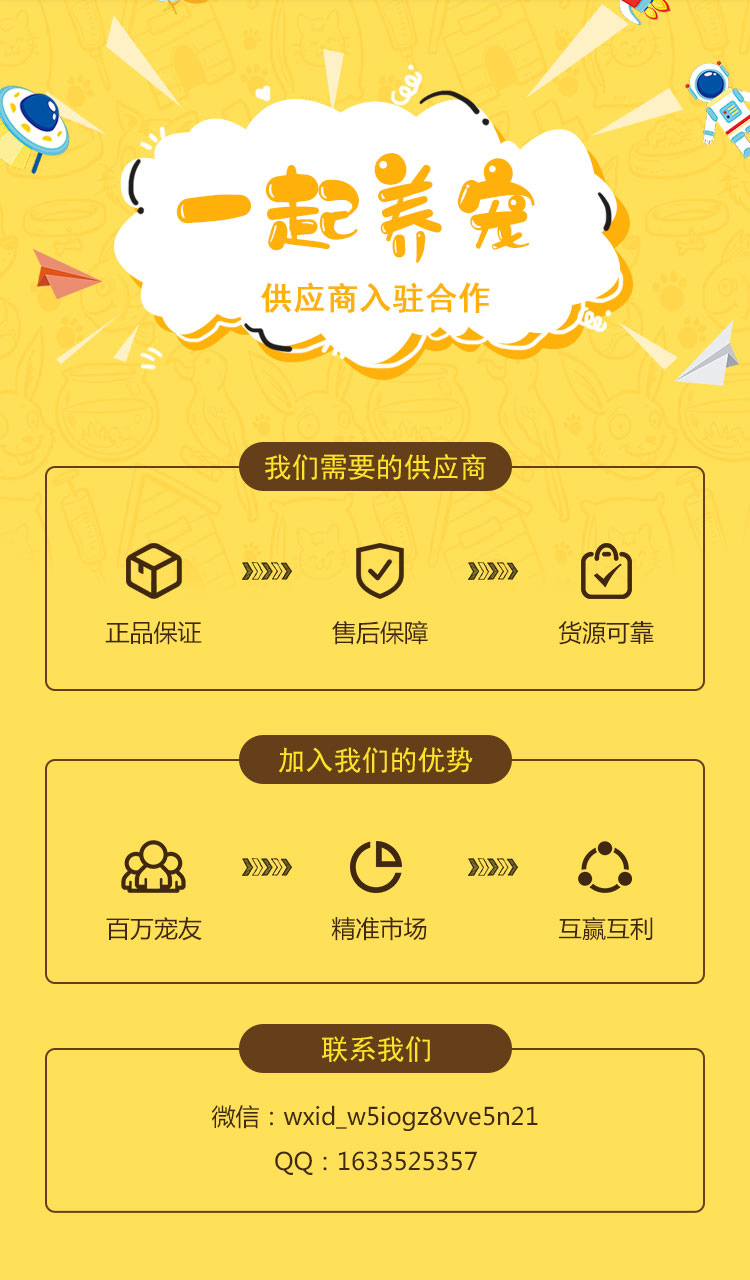 一起养宠
供应商入驻合作
我们需要的供应商
正品保证
售后保障
货源可靠
加入我们的优势
百万宠友
精准市场
互赢互利
联系我们
微信：wxid_w5iogz8vve5n21
QQ：1633525357